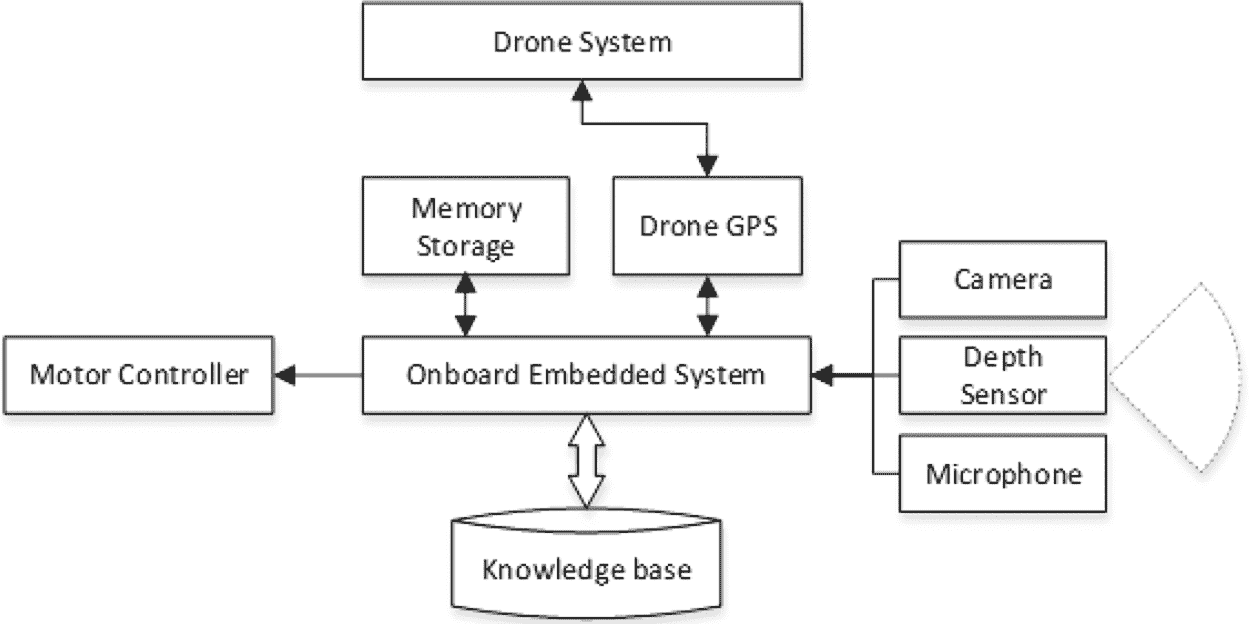 Drone System
Memory
Storage
Drone GPS
Camera
Motor Controller
Onboard Embedded System
Depth
Sensor
Microphone
Knowledge base